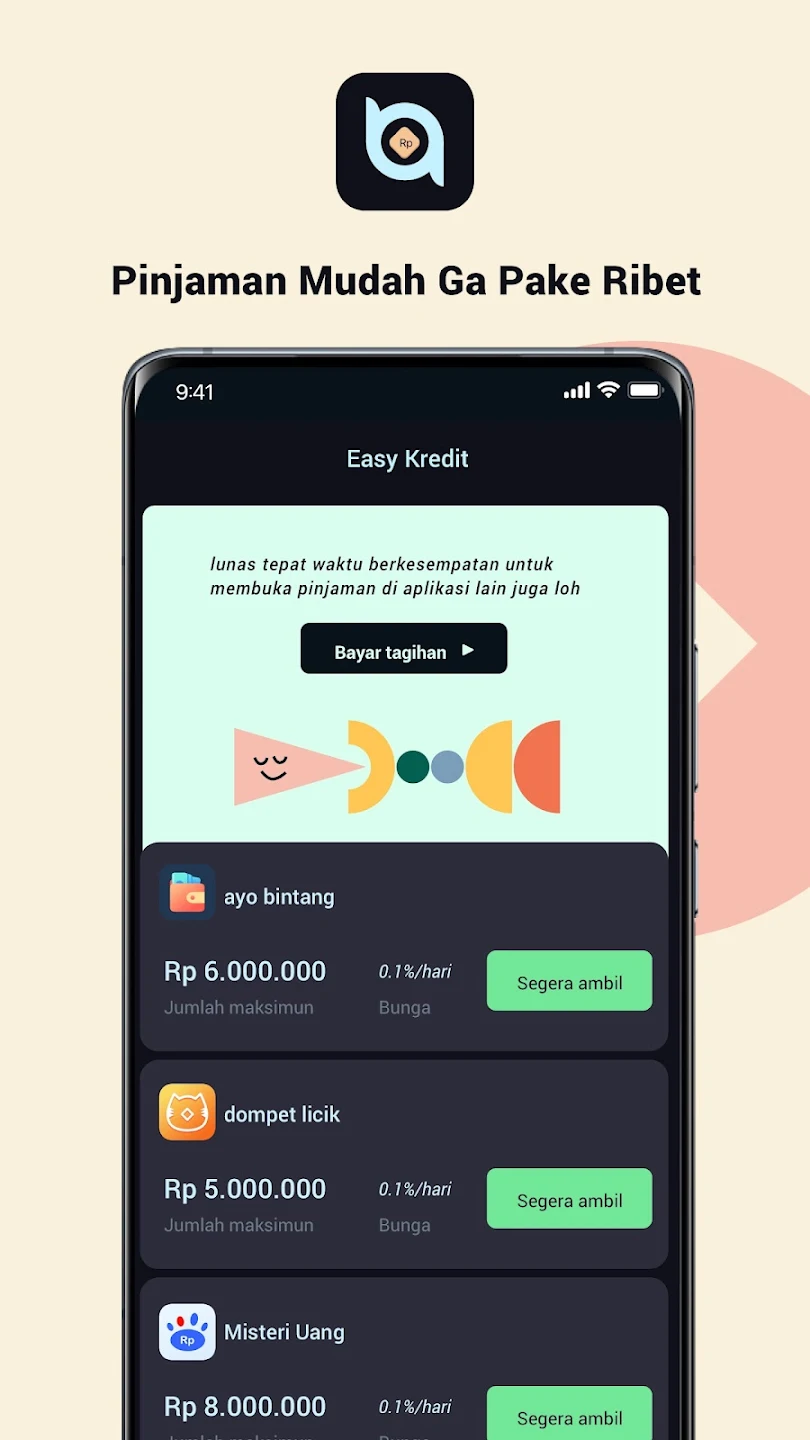 Rp
Pinjaman Mudah Ga Pake Ribet
9:41
Easy Kredit
lunas tepat waktu berkesempatan untuk
membuka pinjaman di aplikasi lain juga loh
Bayar tagihan
ayo bintang
Rp 6.000.000 0.1%/hari Segera ambil
Jumlah maksimun Bunga
dompet licik
Rp 5.000.000 0.1%/hari Segera ambil
Jumlah maksimun Bunga
Rp
Misteri Uang
Rp 8.000.000 0.1%/hari Segera ambil